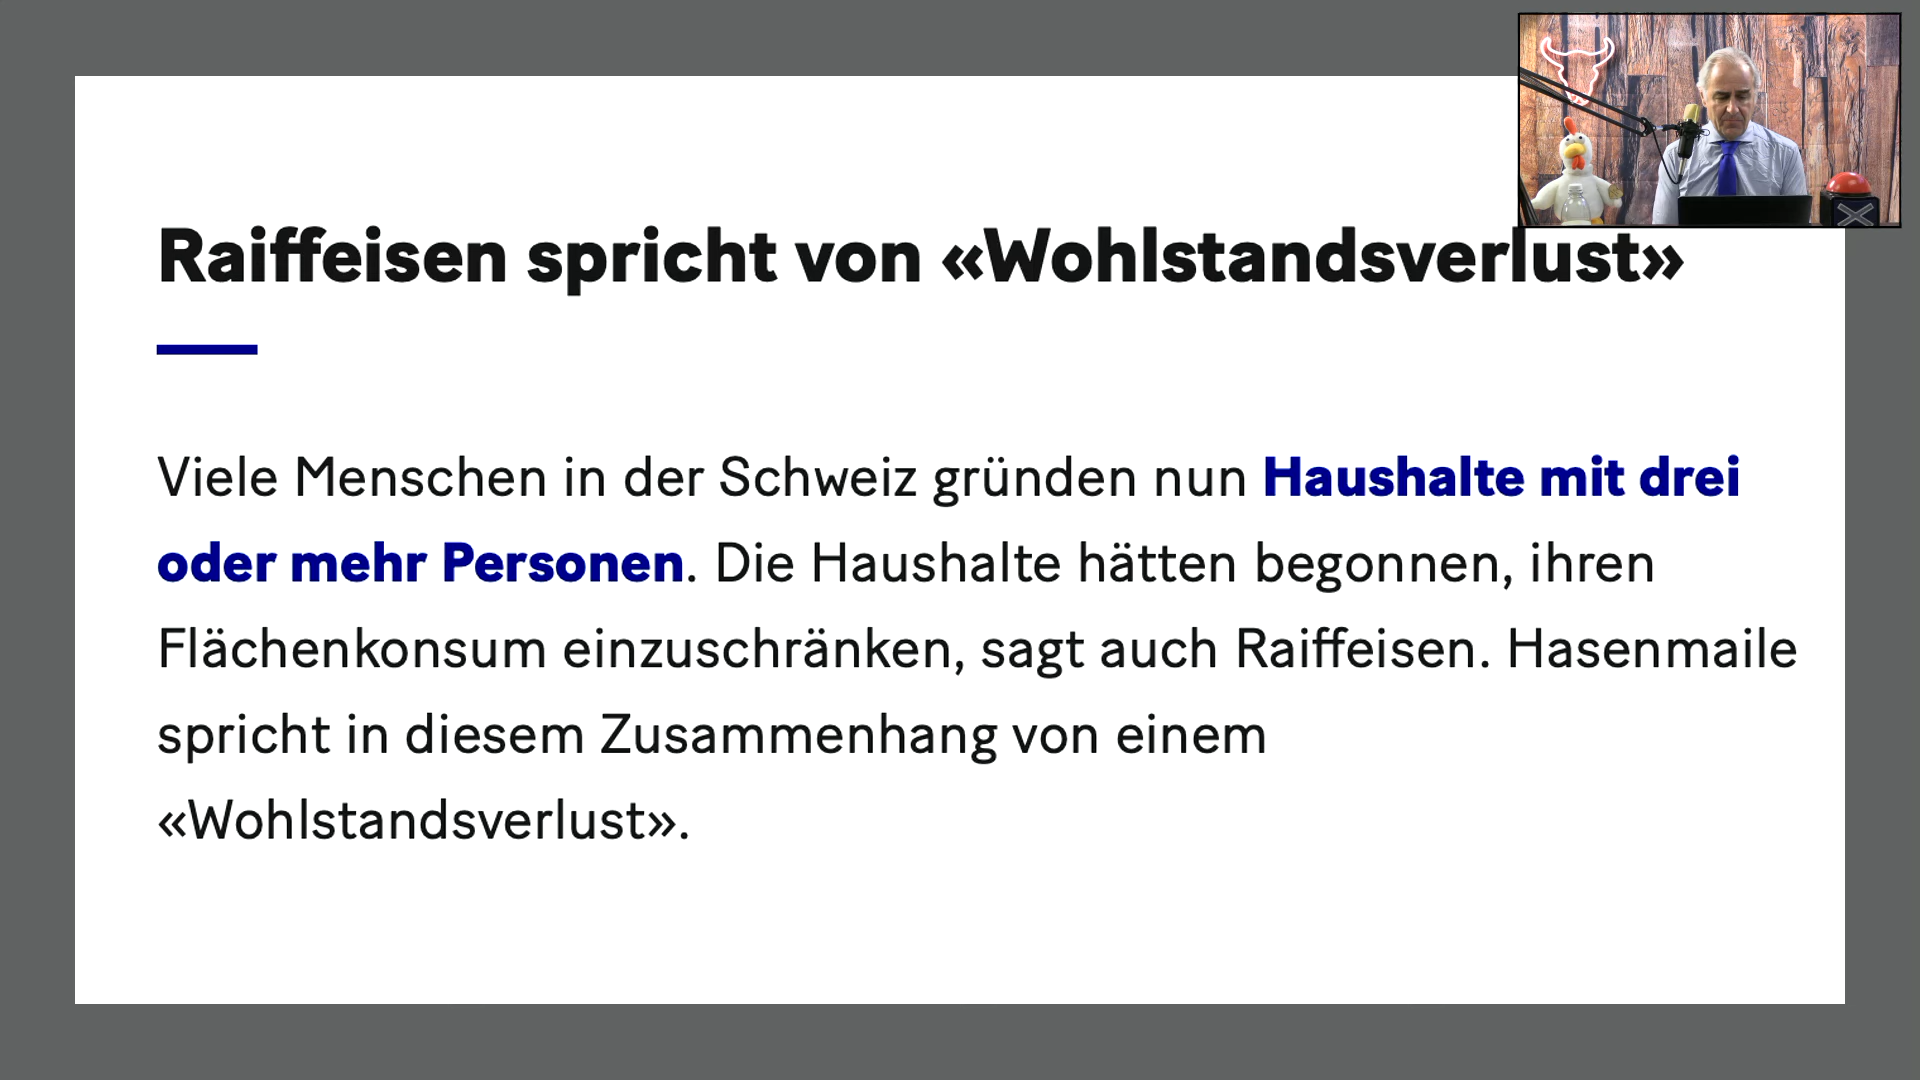 Raiffeisen spricht von «Wohlstandsverlust»
Viele Menschen in der Schweiz gründen nun Haushalte mit drei
oder mehr Personen. Die Haushalte hätten begonnen, ihren
Flächenkonsum einzuschränken, sagt auch Raiffeisen. Hasenmaile
spricht in diesem Zusammenhang von einem
«Wohlstandsverlust».